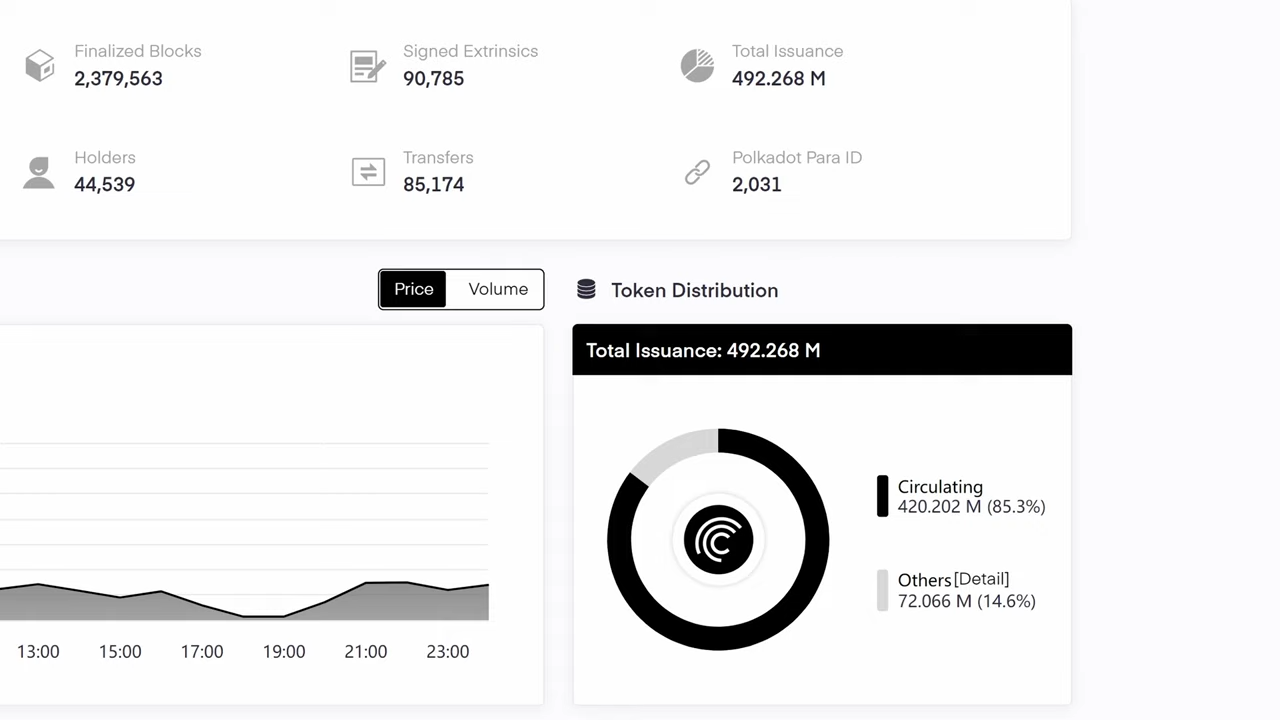 Finalized Blocks
2,379,563
Signed Extrinsics
90,785
Total Issuance
492.268 M
Holders
44,539
Transfers
85,174
Polkadot Para ID
2,031
Price
Volume
Token Distribution
Total Issuance: 492.268 M
Circulating
420.202 M (85.3%)
Others[Detail]
72.066 M (14.6%)
13:00 15:00 17:00 19:00 21:00 23:00